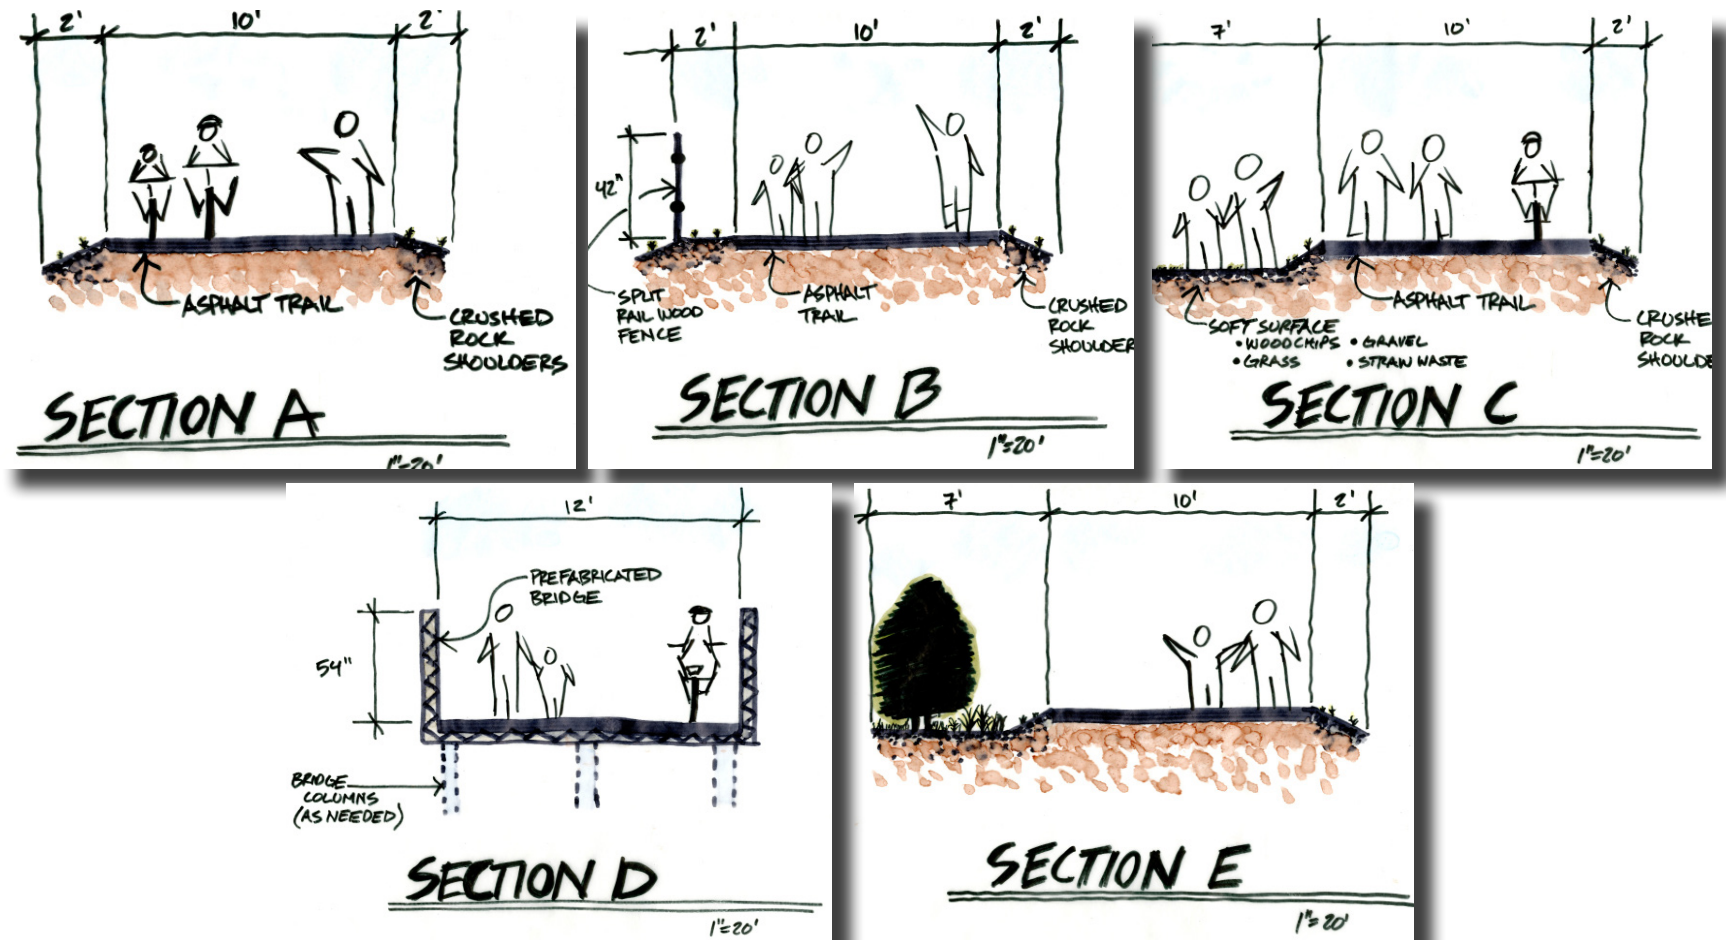 2' 10' 2'
ASPHALT TRAIL
CRUSHED
ROCK
SHOULDERS
SECTION A
1"=20'
2' 10' 2'
42"
SPLIT
RAIL WOOD
FENCE
ASPHALT
TRAIL
CRUSHED
ROCK
SHOULDER
SECTION B
1"=20'
7' 10' 2'
SOFT SURFACE
• WOODCHIPS • GRAVEL
• GRASS • STRAW WASTE
ASPHALT TRAIL
CRUSHE
ROCK
SHOULDE
SECTION C
1"=20'
12'
PREFABRICATED
BRIDGE
54"
BRIDGE
COLUMNS
(AS NEEDED)
SECTION D
1"=20'
7' 10' 2'
SECTION E
1"=20'